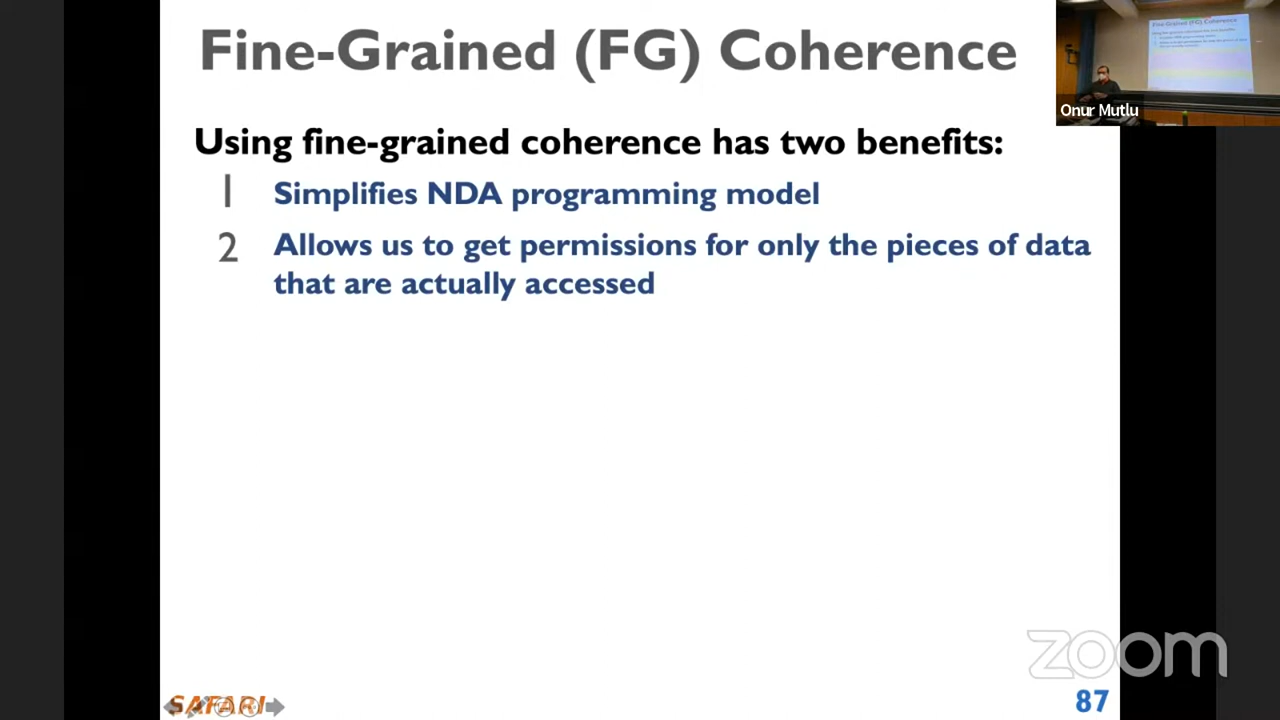 Fine-Grained (FG) Coherence
Onur Mutlu
Using fine-grained coherence has two benefits:
1 Simplifies NDA programming model
2 Allows us to get permissions for only the pieces of data
that are actually accessed
zoom
SAFARI
87